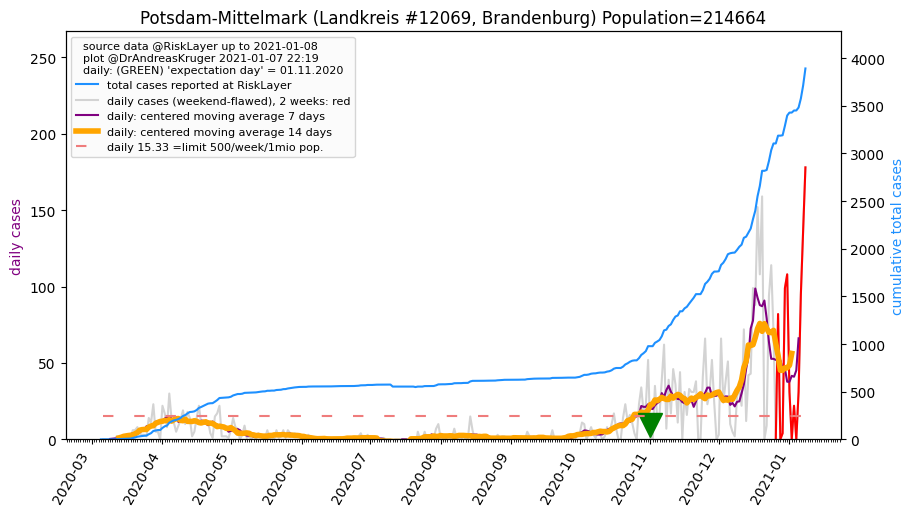 Potsdam-Mittelmark (Landkreis #12069, Brandenburg) Population=214664
source data @RiskLayer up to 2021-01-08
plot @DrAndreasKruger 2021-01-07 22:19
daily: (GREEN) 'expectation day' = 01.11.2020
total cases reported at RiskLayer
daily cases (weekend-flawed), 2 weeks: red
daily: centered moving average 7 days
daily: centered moving average 14 days
daily 15.33 =limit 500/week/1mio pop.
daily cases
250
200
150
100
50
0
cumulative total cases
4000
3500
3000
2500
2000
1500
1000
500
0
2020-03
2020-04
2020-05
2020-06
2020-07
2020-08
2020-09
2020-10
2020-11
2020-12
2021-01